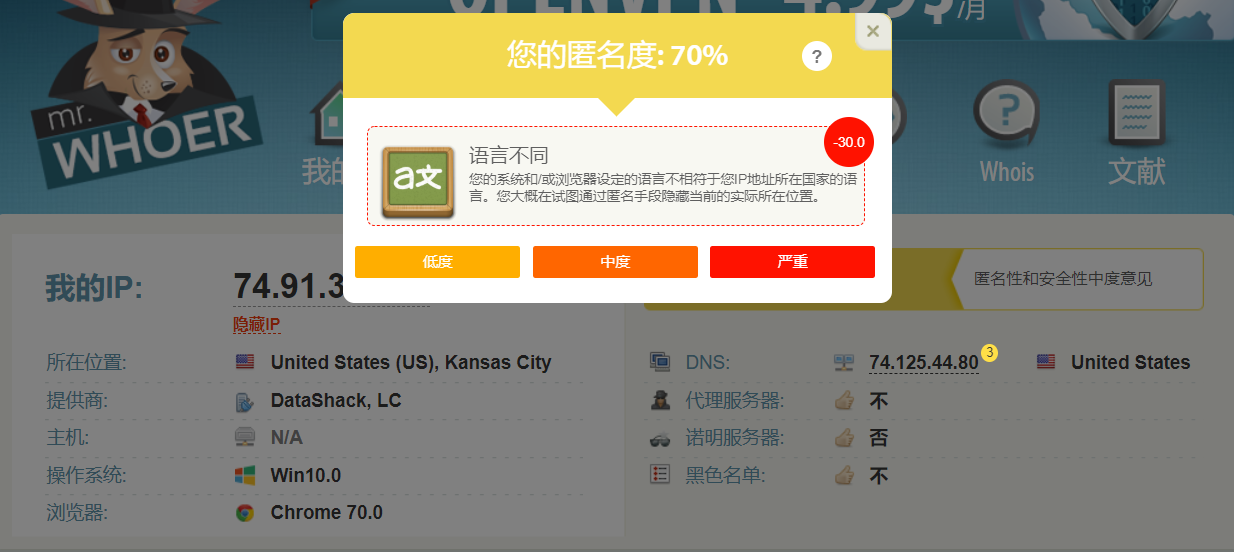 OPENVPN 4.99$/月
您的匿名度: 70%
?
×
mr.
WHOER
-30.0
语言不同
您的系统和/或浏览器设定的语言不相符于您IP地址所在国家的语
言。您大概在试图通过匿名手段隐藏当前的实际所在位置。
a文
我的
Whois
文献
低度
中度
严重
我的IP:
74.91.3
隐藏IP
匿名性和安全性中度意见
所在位置:
United States (US), Kansas City
提供商:
DataShack, LC
主机:
N/A
操作系统:
Win10.0
浏览器:
Chrome 70.0
DNS:
74.125.44.80
3
United States
代理服务器:
不
诺明服务器:
否
黑色名单:
不